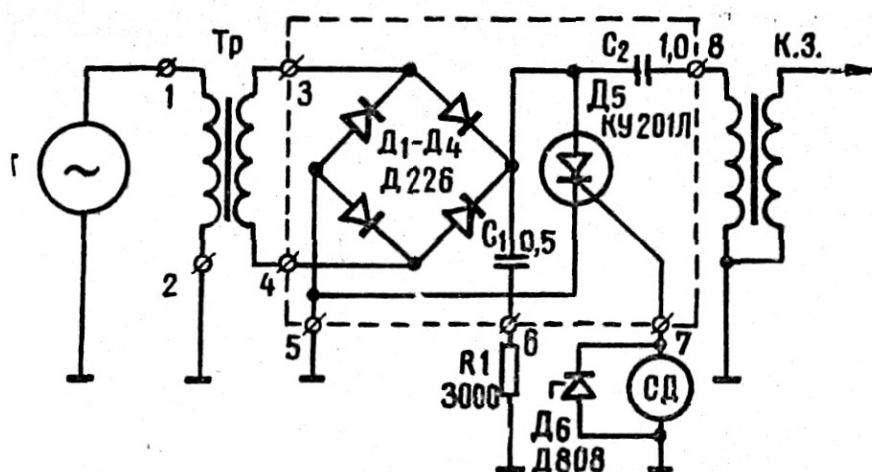 Тр
3
C2 1,0 8
К.З.
1
Г
Д5
КУ201Л
Д1-Д4
Д226
C1 0,5
2
4
5
6
7
R1
3000
СД
Д6
Д808